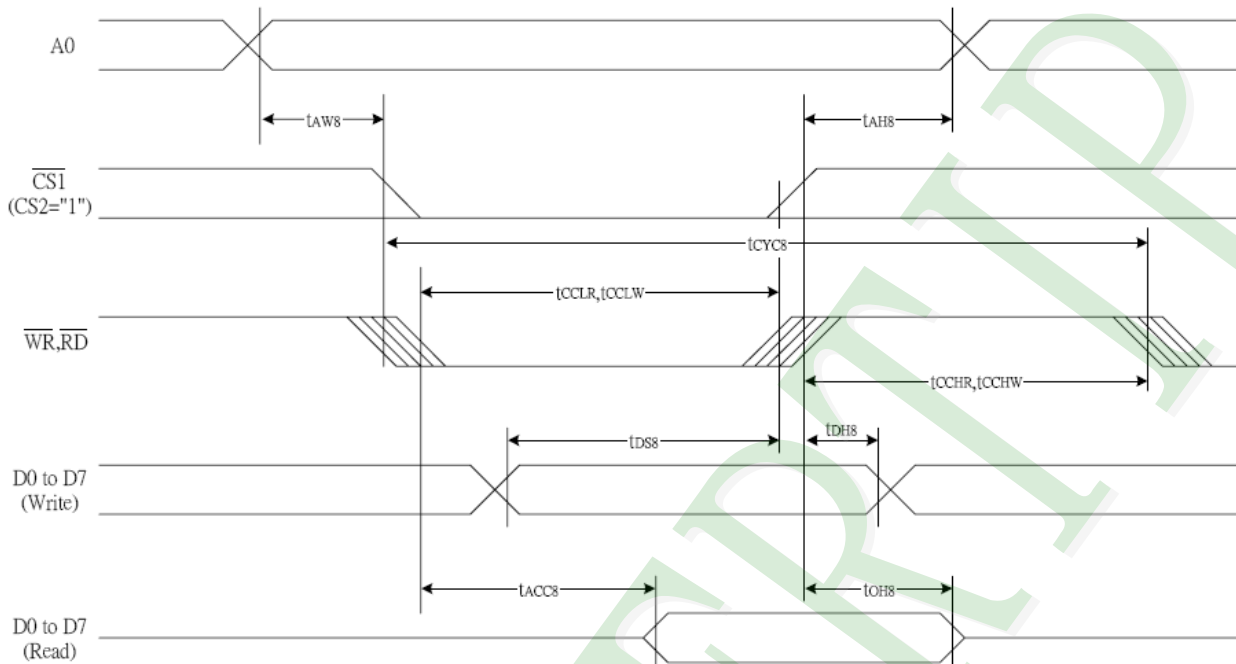 A0
tAW8
tAH8
CS1
(CS2="1")
tCYC8
tCCLR,tCCLW
WR,RD
tCCHR,tCCHW
tDS8
tDH8
D0 to D7
(Write)
tACC8
tOH8
D0 to D7
(Read)